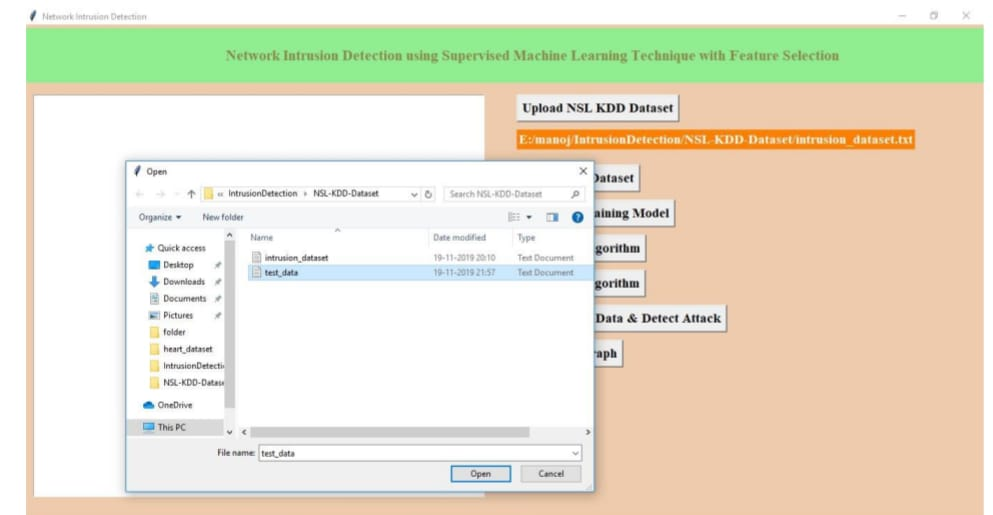 Network Intrusion Detection
Network Intrusion Detection using Supervised Machine Learning Technique with Feature Selection
Upload NSL KDD Dataset
E:/manoj/IntrusionDetection/NSL-KDD-Dataset/intrusion_dataset.txt
Dataset
aining Model
gorithm
gorithm
Data & Detect Attack
raph
Open
« IntrusionDetection › NSL-KDD-Dataset
Search NSL-KDD-Dataset
Organize
New folder
Name Date modified Type
intrusion_dataset 19-11-2019 20:10 Text Document
test_data 19-11-2019 21:57 Text Document
Quick access
Desktop
Downloads
Documents
Pictures
folder
heart_dataset
IntrusionDetecti
NSL-KDD-Datase
OneDrive
This PC
File name: test_data
Open Cancel